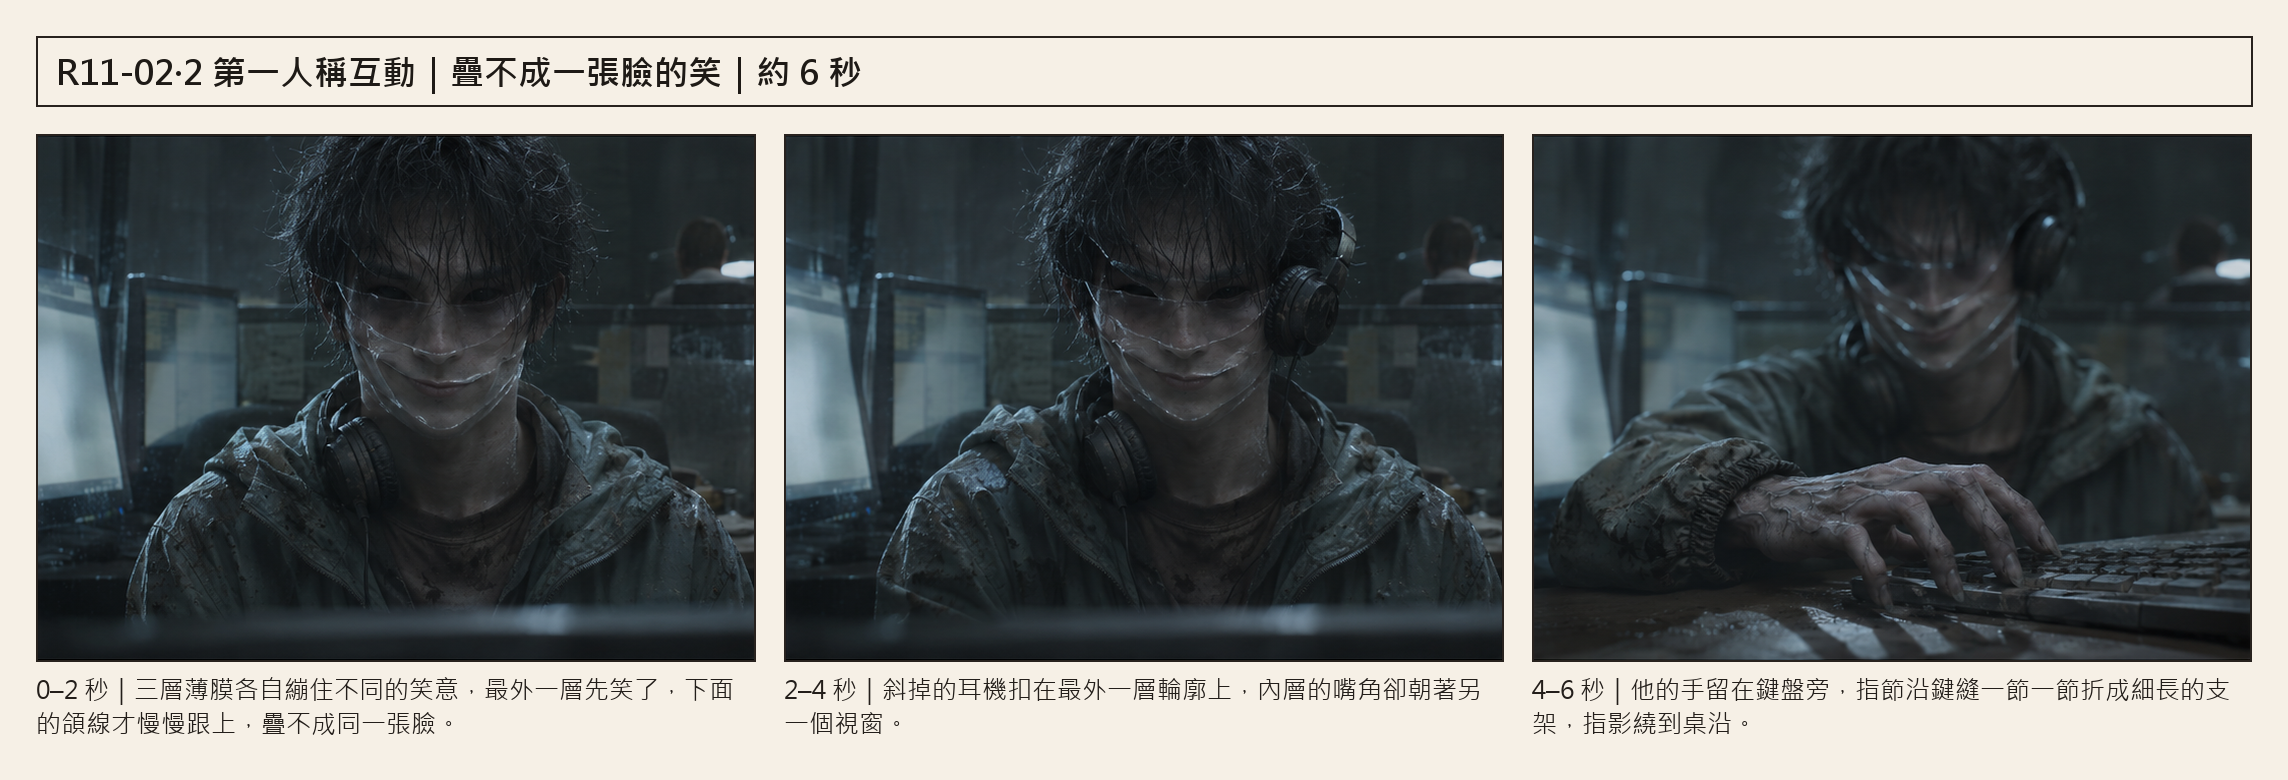 R11-02·2 第一人稱互動｜疊不成一張臉的笑｜約 6 秒
0–2 秒｜三層薄膜各自繃住不同的笑意，最外一層先笑了，下面
的頜線才慢慢跟上，疊不成同一張臉。
2–4 秒｜斜掉的耳機扣在最外一層輪廓上，內層的嘴角卻朝著另
一個視窗。
4–6 秒｜他的手留在鍵盤旁，指節沿鍵縫一節一節折成細長的支
架，指影繞到桌沿。